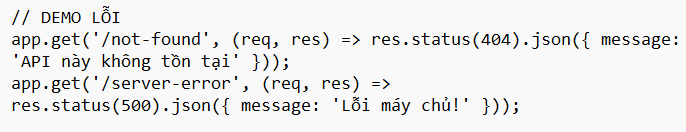 // DEMO LỖI
app.get('/not-found', (req, res) => res.status(404).json({ message:
'API này không tồn tại' }));
app.get('/server-error', (req, res) =>
res.status(500).json({ message: 'Lỗi máy chủ!' }));